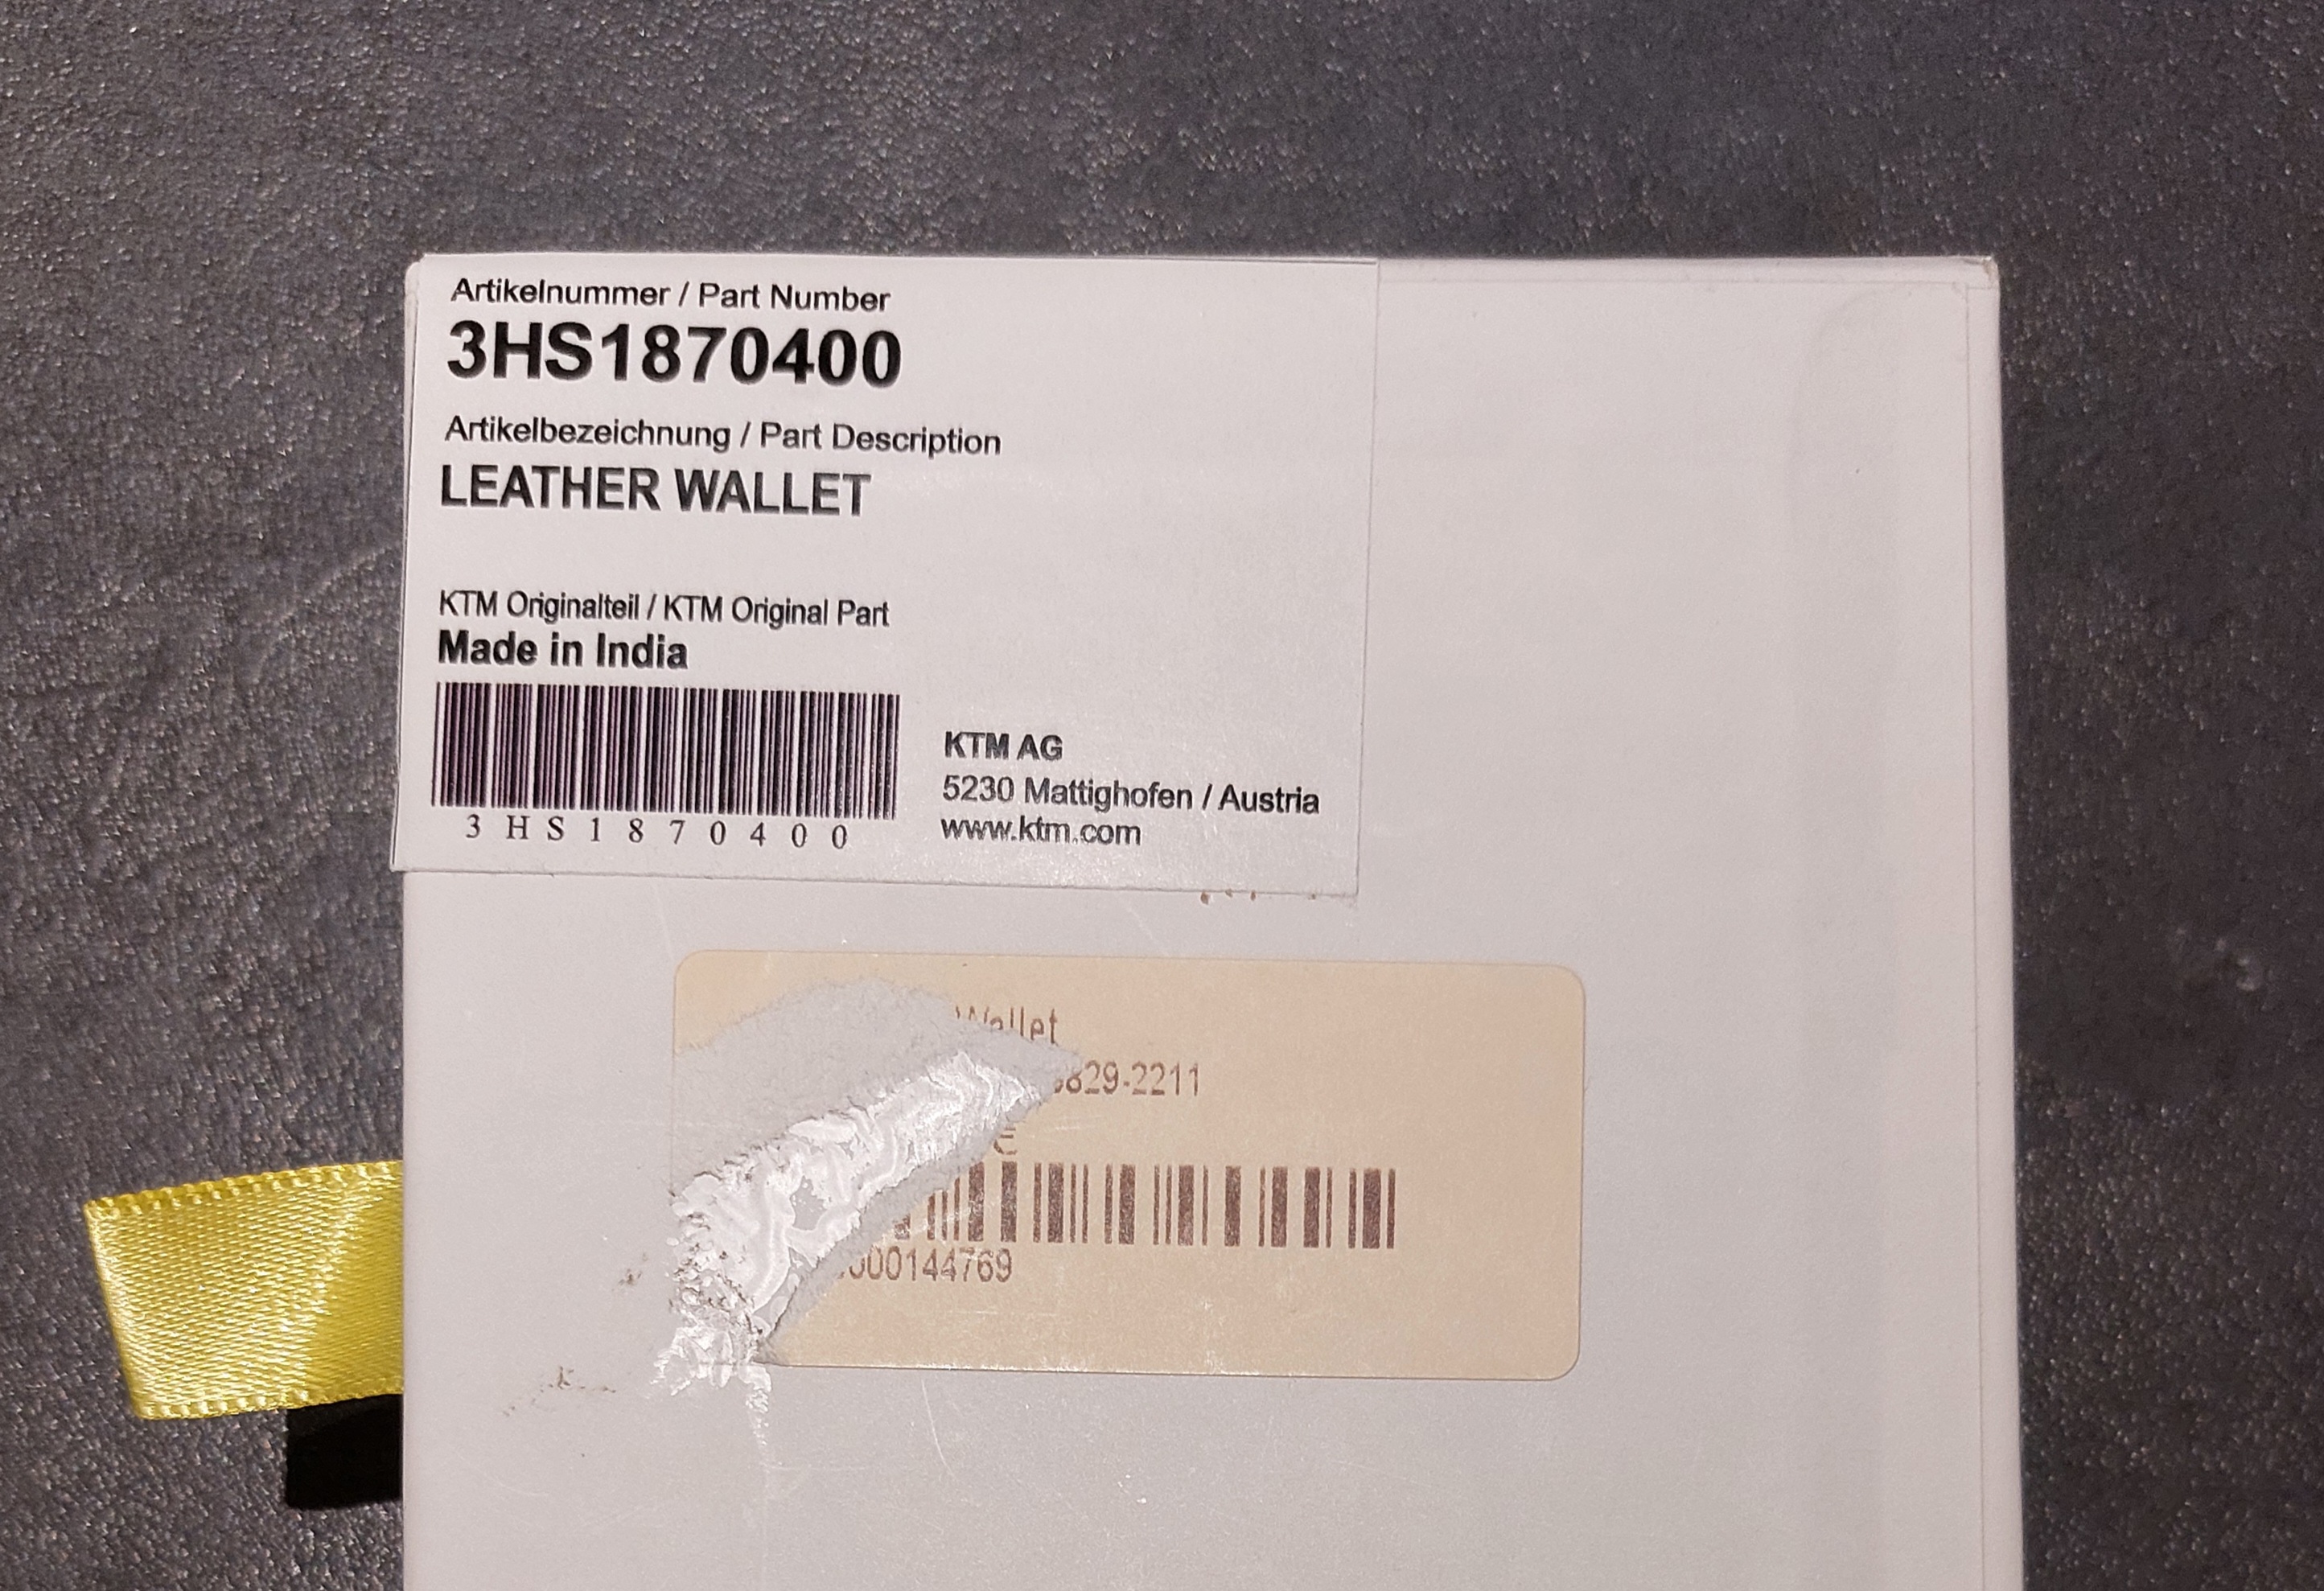 Artikelnummer / Part Number
3HS1870400
Artikelbezeichnung / Part Description
LEATHER WALLET
KTM Originalteil / KTM Original Part
Made in India
3HS1870400
KTM AG
5230 Mattighofen / Austria
www.ktm.com
Wallet
829-2211
€
000144769